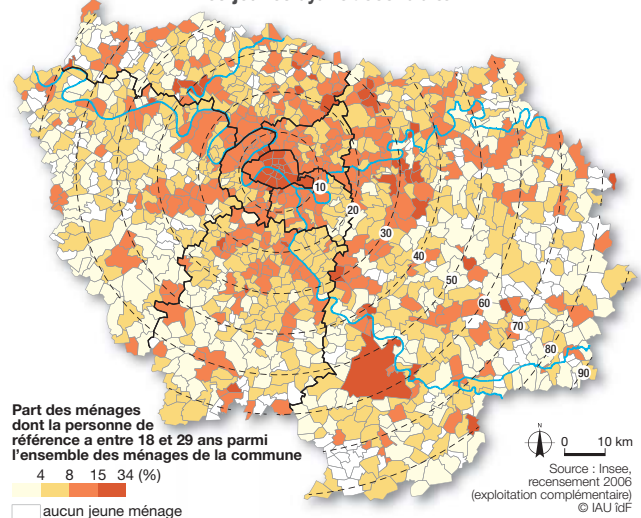 10
20
30
40
50
60
70
80
90
Part des ménages
dont la personne de
référence a entre 18 et 29 ans parmi
l'ensemble des ménages de la commune
4 8 15 34 (%)
aucun jeune ménage
N
0 10 km
Source : Insee,
recensement 2006
(exploitation complémentaire)
© IAU îdF